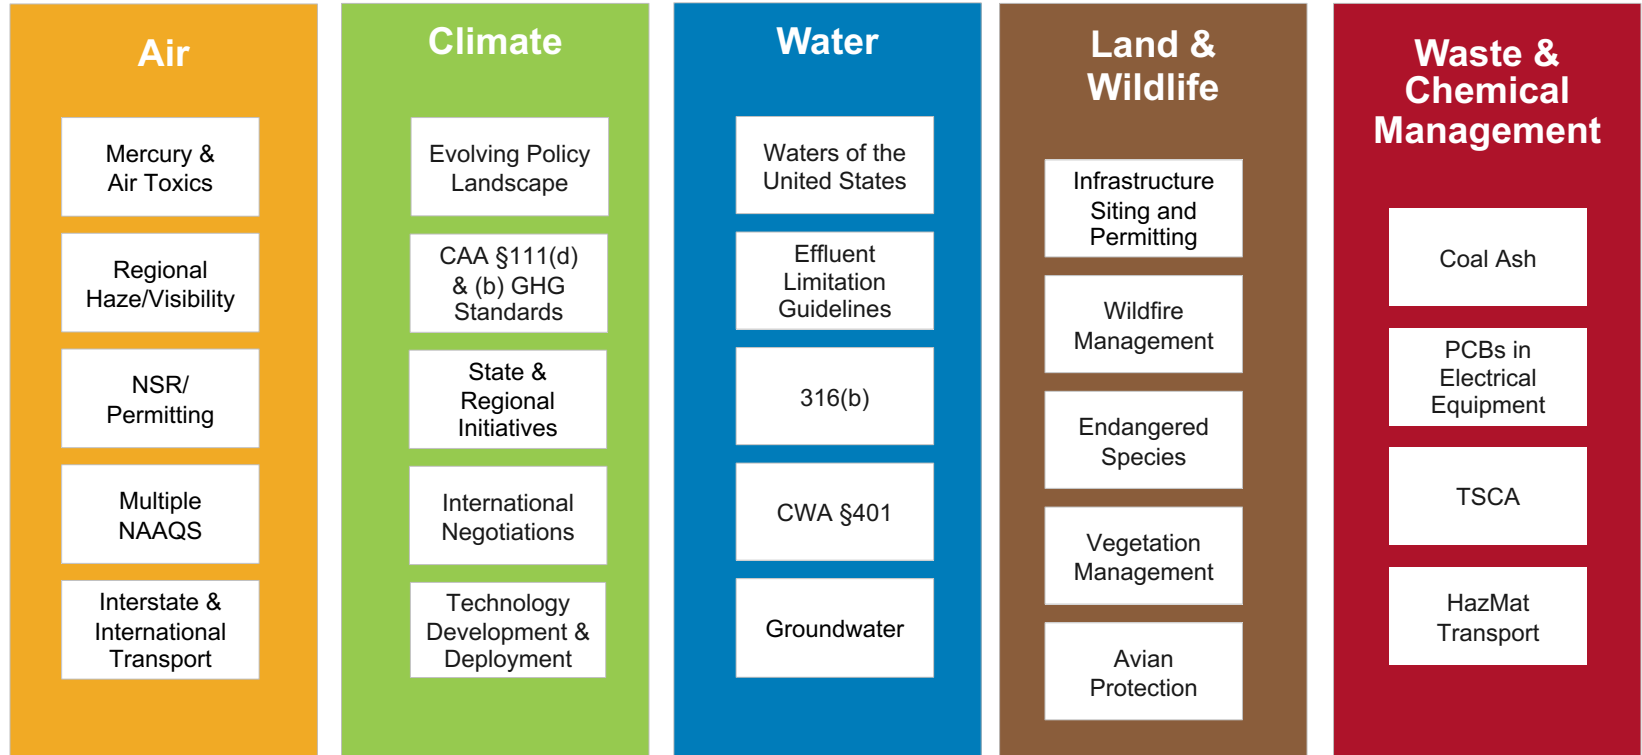 Air
Mercury &
Air Toxics
Regional
Haze/Visibility
NSR/
Permitting
Multiple
NAAQS
Interstate &
International
Transport
Climate
Evolving Policy
Landscape
CAA §111(d)
& (b) GHG
Standards
State &
Regional
Initiatives
International
Negotiations
Technology
Development &
Deployment
Water
Waters of the
United States
Effluent
Limitation
Guidelines
316(b)
CWA §401
Groundwater
Land &
Wildlife
Infrastructure
Siting and
Permitting
Wildfire
Management
Endangered
Species
Vegetation
Management
Avian
Protection
Waste &
Chemical
Management
Coal Ash
PCBs in
Electrical
Equipment
TSCA
HazMat
Transport